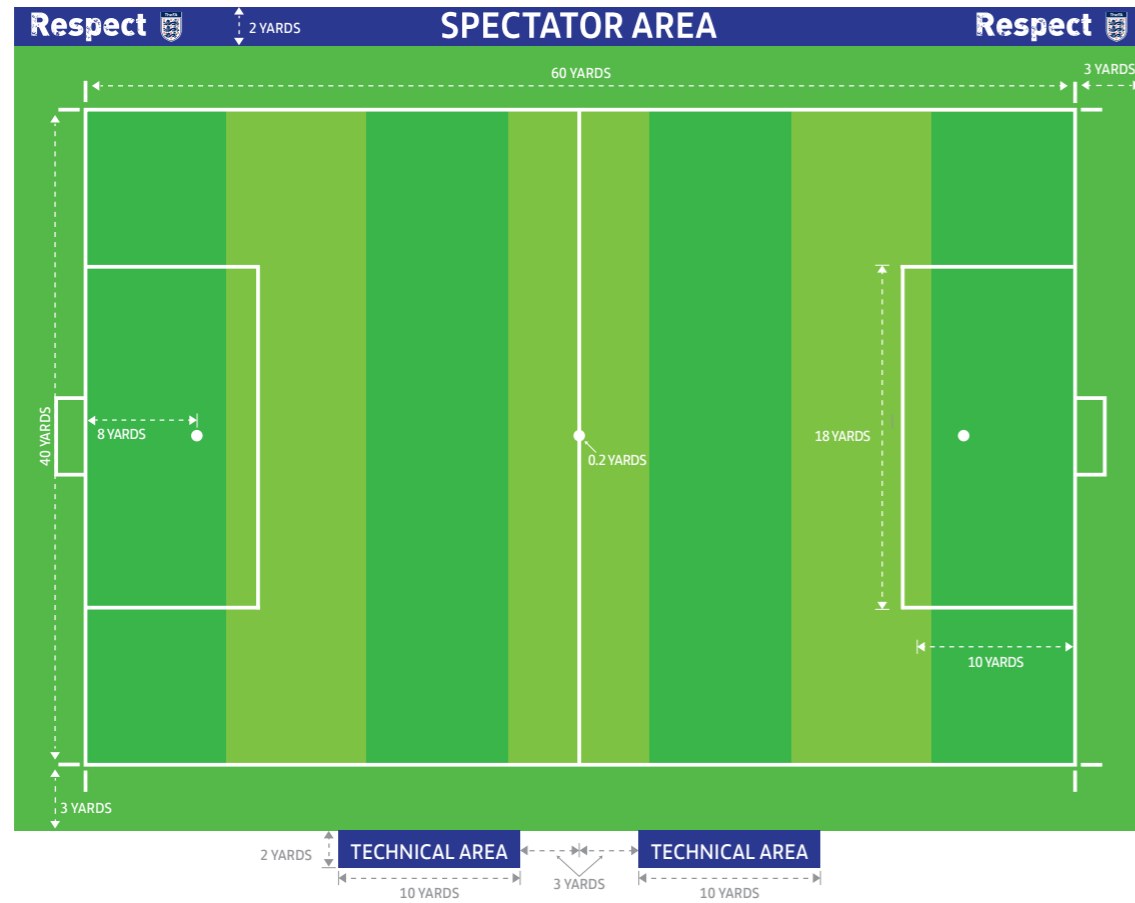 Respect
2 YARDS
SPECTATOR AREA
Respect
60 YARDS
3 YARDS
40 YARDS
8 YARDS
0.2 YARDS
18 YARDS
10 YARDS
3 YARDS
2 YARDS
TECHNICAL AREA
TECHNICAL AREA
3 YARDS
10 YARDS
10 YARDS